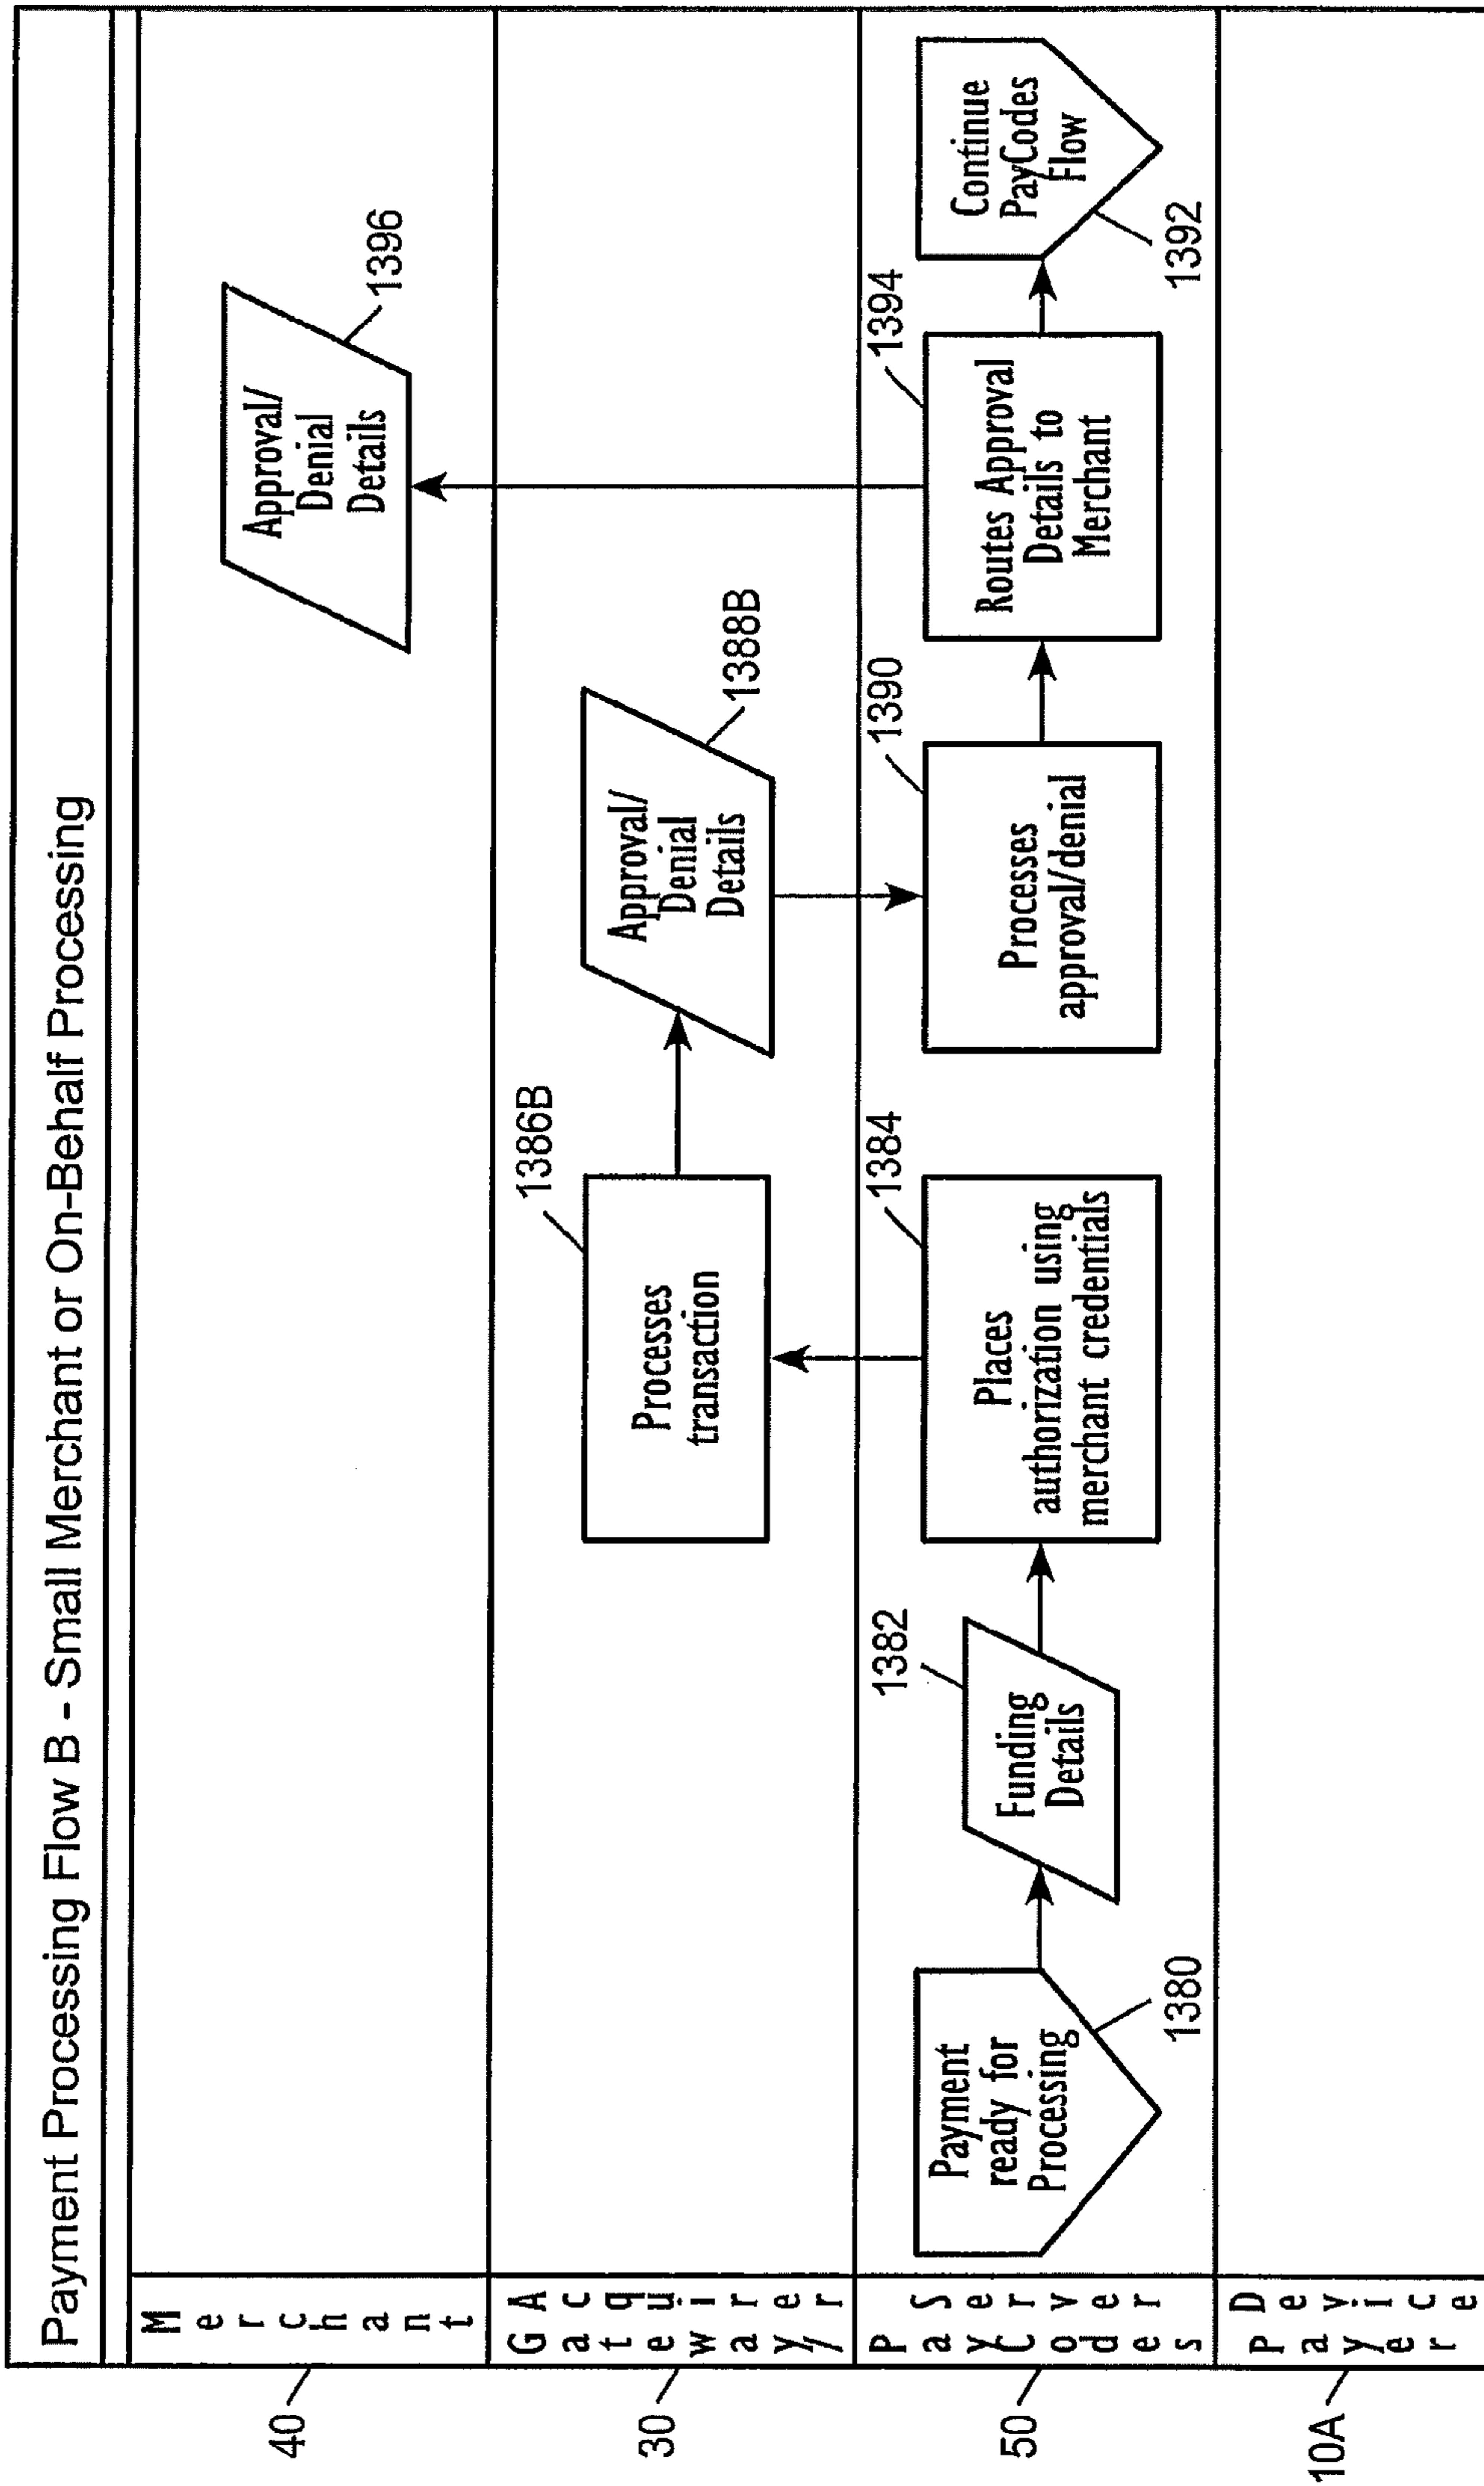 Payment Processing Flow B - Small Merchant or On-Behalf Processing
40
Merchant
1396
Approval/
Denial
Details
30
Gateway/
Acquirer
1386B
Processes
transaction
1388B
Approval/
Denial
Details
50
PayCodes
Server
Payment
ready for
Processing
1380
1382
Funding
Details
1384
Places
authorization using
merchant credentials
1390
Processes
approval/denial
1394
Routes Approval
Details to
Merchant
Continue
PayCodes
Flow
1392
10A
Payer
Device